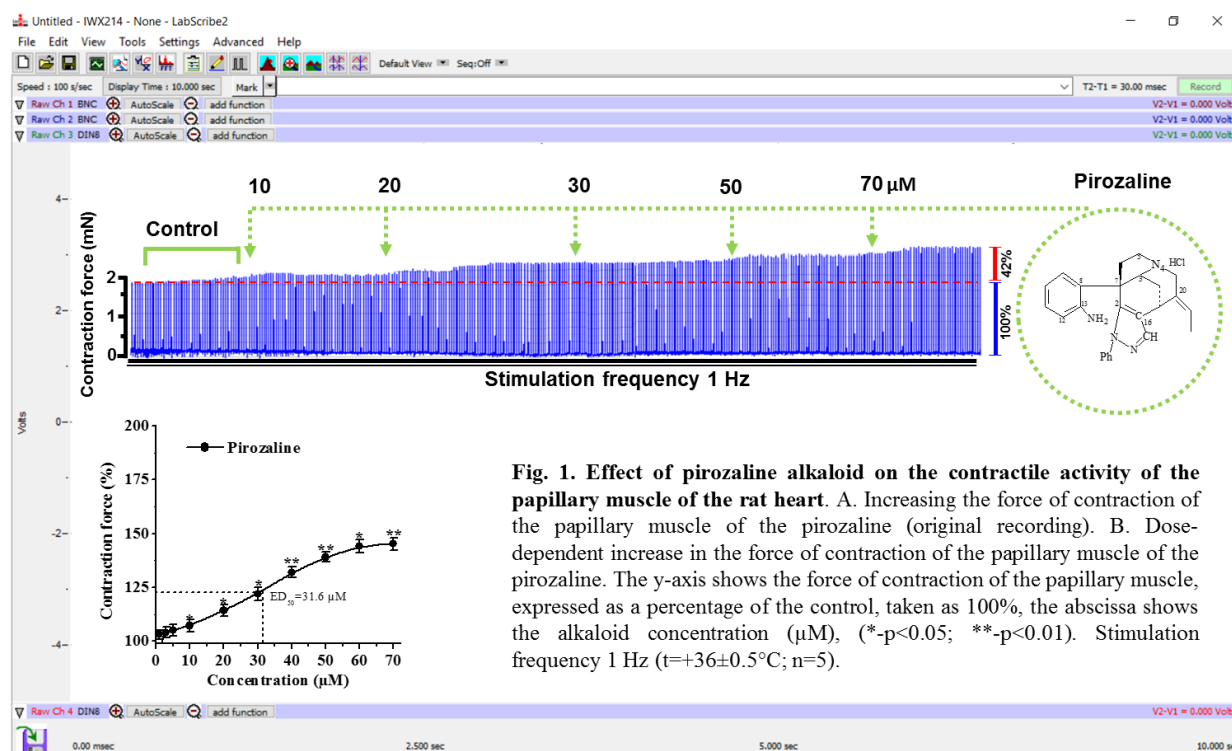 Untitled - IWX214 - None - LabScribe2
File Edit View Tools Settings Advanced Help
Default View Seq:Off
Speed : 100 s/sec Display Time : 10.000 sec Mark T2-T1 = 30.00 msec Record
Raw Ch 1 BNC AutoScale add function V2-V1 = 0.000 Volt
Raw Ch 2 BNC AutoScale add function V2-V1 = 0.000 Volt
Raw Ch 3 DIN8 AutoScale add function V2-V1 = 0.000 Volt
10 20 30 50 70 µM Pirozaline
Control
Contraction force (mN)
2
1
0
42%
100%
Stimulation frequency 1 Hz
N4 HCl
8 7 3 20
13 2 16
12 NH2 CH
N1 N
Ph
4
2
0
-2
-4
Volts
200
175
150
125
100
Contraction force (%)
Pirozaline
* * * ** ** * **
ED50=31.6 µM
0 10 20 30 40 50 60 70
Concentration (µM)
Fig. 1. Effect of pirozaline alkaloid on the contractile activity of the
papillary muscle of the rat heart. A. Increasing the force of contraction of
the papillary muscle of the pirozaline (original recording). B. Dose-
dependent increase in the force of contraction of the papillary muscle of the
pirozaline. The y-axis shows the force of contraction of the papillary muscle,
expressed as a percentage of the control, taken as 100%, the abscissa shows
the alkaloid concentration (µM), (*-p<0.05; **-p<0.01). Stimulation
frequency 1 Hz (t=+36±0.5°C; n=5).
Raw Ch 4 DIN8 AutoScale add function V2-V1 = 0.000 Volt
0.00 msec 2.500 sec 5.000 sec 10.000 s